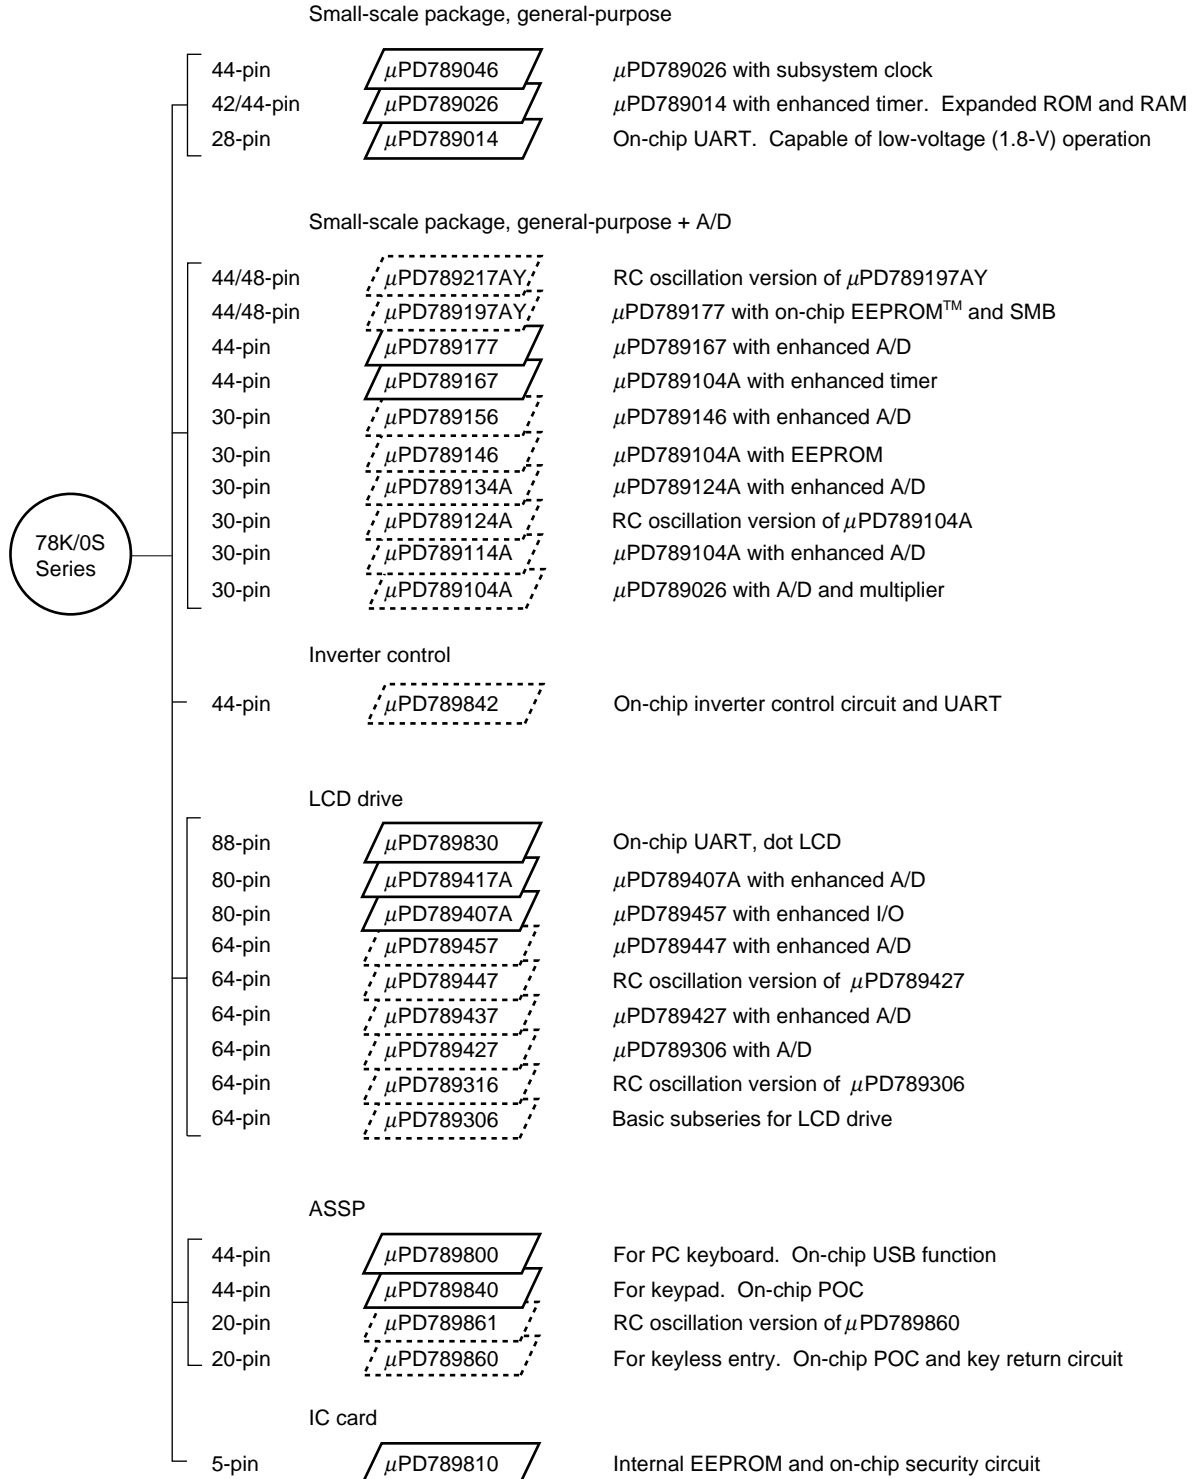 Small-scale package, general-purpose
44-pin μPD789046 μPD789026 with subsystem clock
42/44-pin μPD789026 μPD789014 with enhanced timer. Expanded ROM and RAM
28-pin μPD789014 On-chip UART. Capable of low-voltage (1.8-V) operation
Small-scale package, general-purpose + A/D
44/48-pin μPD789217AY RC oscillation version of μPD789197AY
44/48-pin μPD789197AY μPD789177 with on-chip EEPROM™ and SMB
44-pin μPD789177 μPD789167 with enhanced A/D
44-pin μPD789167 μPD789104A with enhanced timer
30-pin μPD789156 μPD789146 with enhanced A/D
30-pin μPD789146 μPD789104A with EEPROM
30-pin μPD789134A μPD789124A with enhanced A/D
30-pin μPD789124A RC oscillation version of μPD789104A
30-pin μPD789114A μPD789104A with enhanced A/D
30-pin μPD789104A μPD789026 with A/D and multiplier
78K/0S
Series
Inverter control
44-pin μPD789842 On-chip inverter control circuit and UART
LCD drive
88-pin μPD789830 On-chip UART, dot LCD
80-pin μPD789417A μPD789407A with enhanced A/D
80-pin μPD789407A μPD789457 with enhanced I/O
64-pin μPD789457 μPD789447 with enhanced A/D
64-pin μPD789447 RC oscillation version of μPD789427
64-pin μPD789437 μPD789427 with enhanced A/D
64-pin μPD789427 μPD789306 with A/D
64-pin μPD789316 RC oscillation version of μPD789306
64-pin μPD789306 Basic subseries for LCD drive
ASSP
44-pin μPD789800 For PC keyboard. On-chip USB function
44-pin μPD789840 For keypad. On-chip POC
20-pin μPD789861 RC oscillation version of μPD789860
20-pin μPD789860 For keyless entry. On-chip POC and key return circuit
IC card
5-pin μPD789810 Internal EEPROM and on-chip security circuit